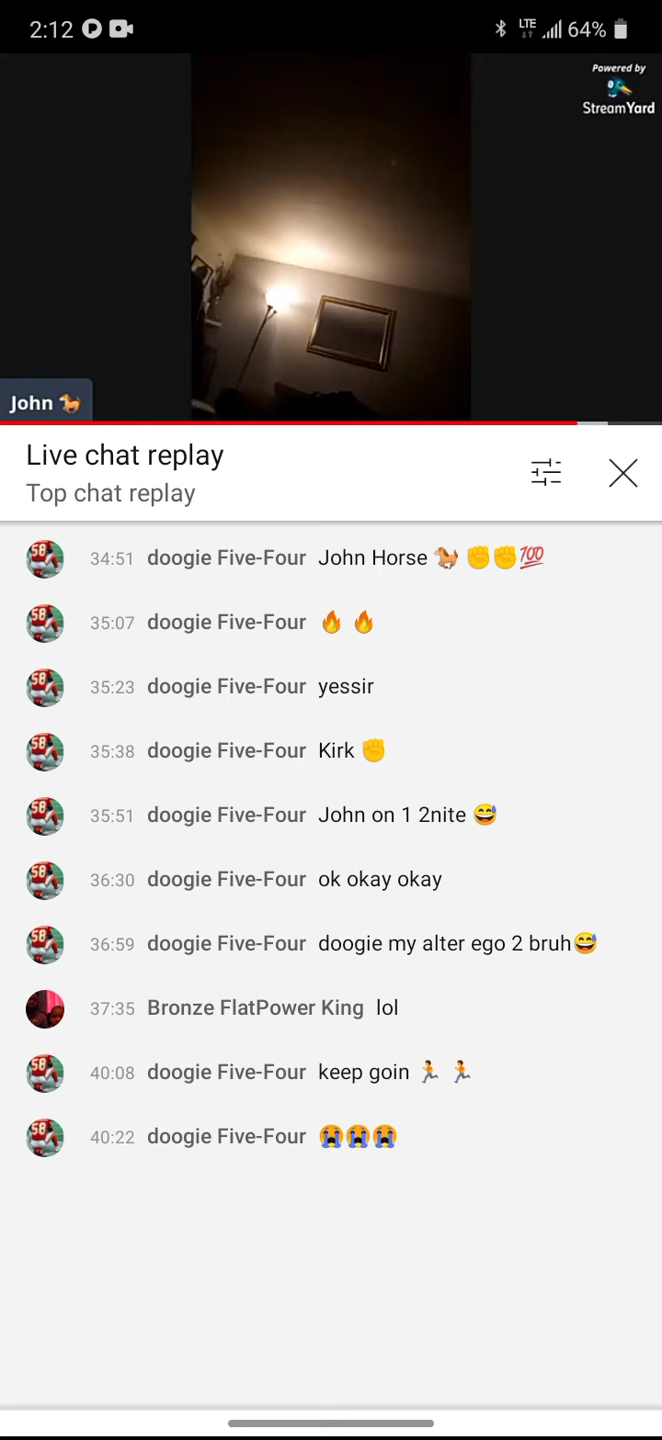 2:12 LTE 64%
Powered by
StreamYard
John 🐎
Live chat replay
Top chat replay
34:51 doogie Five-Four John Horse 🐎 ✊✊💯
35:07 doogie Five-Four 🔥 🔥
35:23 doogie Five-Four yessir
35:38 doogie Five-Four Kirk ✊
35:51 doogie Five-Four John on 1 2nite 😅
36:30 doogie Five-Four ok okay okay
36:59 doogie Five-Four doogie my alter ego 2 bruh😅
37:35 Bronze FlatPower King lol
40:08 doogie Five-Four keep goin 🏃 🏃
40:22 doogie Five-Four 😭😭😭